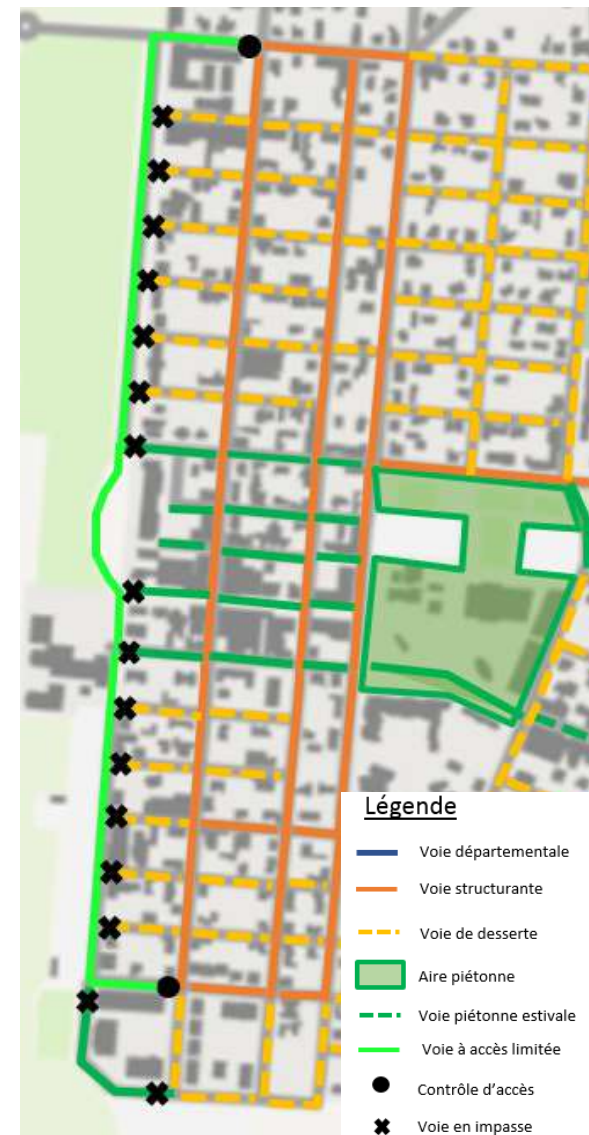 Légende
Voie départementale
Voie structurante
Voie de desserte
Aire piétonne
Voie piétonne estivale
Voie à accès limitée
Contrôle d’accès
Voie en impasse